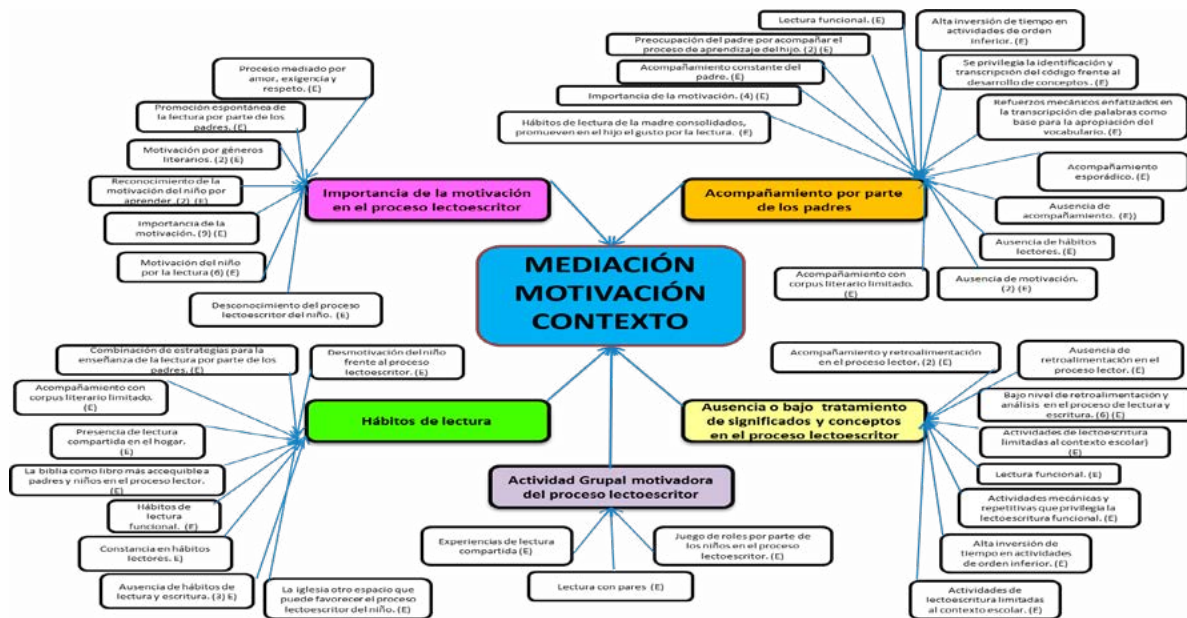 Proceso mediado por
amor, exigencia y
respeto. (E)
Promoción espontánea de
la lectura por parte de los
padres. (E)
Motivación por géneros
literarios. (2) (E)
Reconocimiento de la
motivación del niño por
aprender. (2) (E)
Importancia de la
motivación. (9) (E)
Motivación del niño
por la lectura (6) (E)
Desconocimiento del proceso
lectoescritor del niño. (E)
Importancia de la motivación
en el proceso lectoescritor
Lectura funcional. (E)
Preocupación del padre por acompañar el
proceso de aprendizaje del hijo. (2) (E)
Acompañamiento constante del
padre. (E)
Importancia de la motivación. (4) (E)
Hábitos de lectura de la madre consolidados,
promueven en el hijo el gusto por la lectura. (E)
Alta inversión de tiempo en
actividades de orden
inferior. (E)
Se privilegia la identificación y
transcripción del código frente al
desarrollo de conceptos . (E)
Refuerzos mecánicos enfatizados en
la transcripción de palabras como
base para la apropiación del
vocabulario. (E)
Acompañamiento
esporádico. (E)
Ausencia de
acompañamiento. (E))
Ausencia de hábitos
lectores. (E)
Ausencia de motivación.
(2) (E)
Acompañamiento con
corpus literario limitado.
(E)
Acompañamiento por parte
de los padres
MEDIACIÓN
MOTIVACIÓN
CONTEXTO
Combinación de estrategias para la
enseñanza de la lectura por parte de los
padres. (E)
Desmotivación del niño
frente al proceso
lectoescritor. (E)
Acompañamiento con
corpus literario limitado.
(E)
Presencia de lectura
compartida en el hogar.
(E)
La biblia como libro más accequible a
padres y niños en el proceso lector.
(E)
Hábitos de
lectura
funcional. (E)
Constancia en hábitos
lectores. E)
Ausencia de hábitos de
lectura y escritura. (3) E)
La iglesia otro espacio que
puede favorecer el proceso
lectoescritor del niño. (E)
Hábitos de lectura
Actividad Grupal motivadora
del proceso lectoescritor
Experiencias de lectura
compartida (E)
Lectura con pares (E)
Juego de roles por parte de
los niños en el proceso
lectoescritor. (E)
Ausencia o bajo tratamiento
de significados y conceptos
en el proceso lectoescritor
Acompañamiento y retroalimentación
en el proceso lector. (2) (E)
Ausencia de
retroalimentación en el
proceso lector. (E)
Bajo nivel de retroalimentación y
análisis en el proceso de lectura y
escritura. (6) (E)
Actividades de lectoescritura
limitadas al contexto escolar)
(E)
Lectura funcional. (E)
Actividades mecánicas y
repetitivas que privilegia la
lectoescritura funcional. (E)
Alta inversión de
tiempo en actividades
de orden inferior. (E)
Actividades de
lectoescritura limitadas
al contexto escolar. (E)